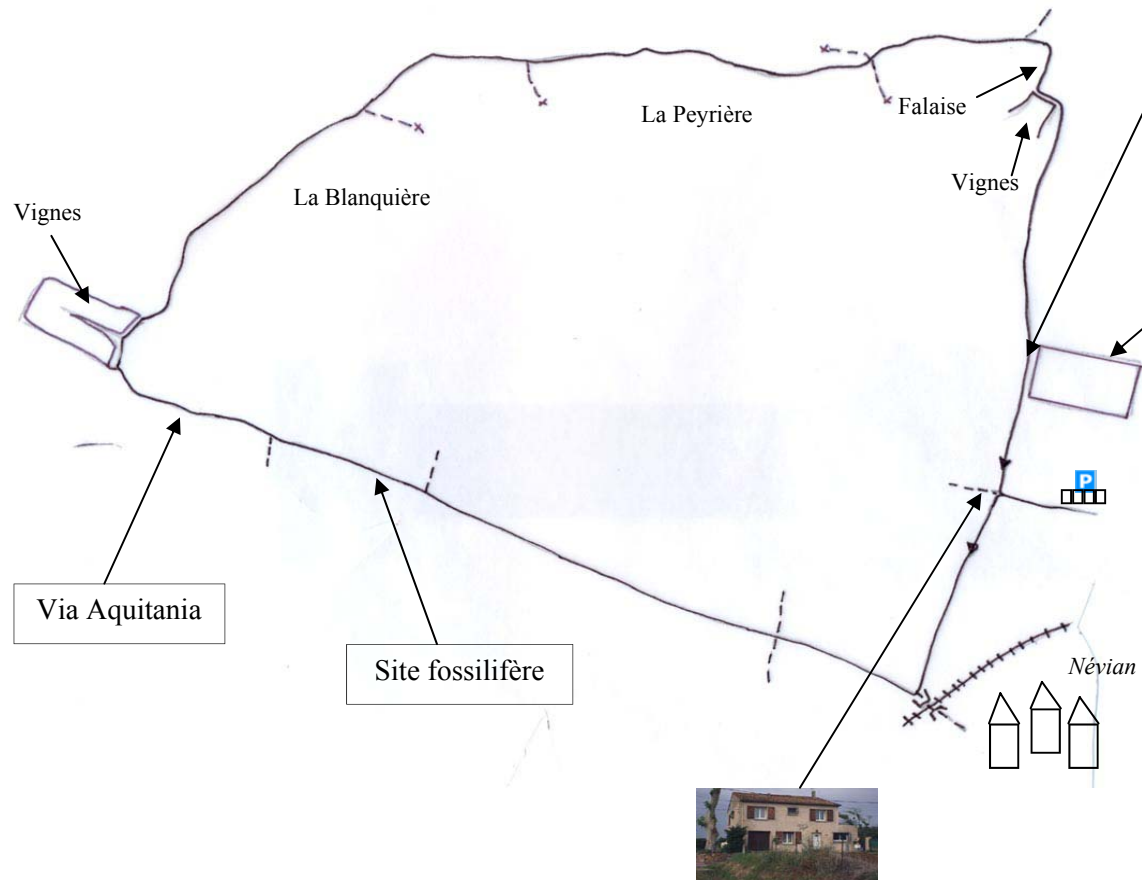 Falaise
La Peyrière
Vignes
La Blanquière
Vignes
P
Via Aquitania
Site fossilifère
Névian